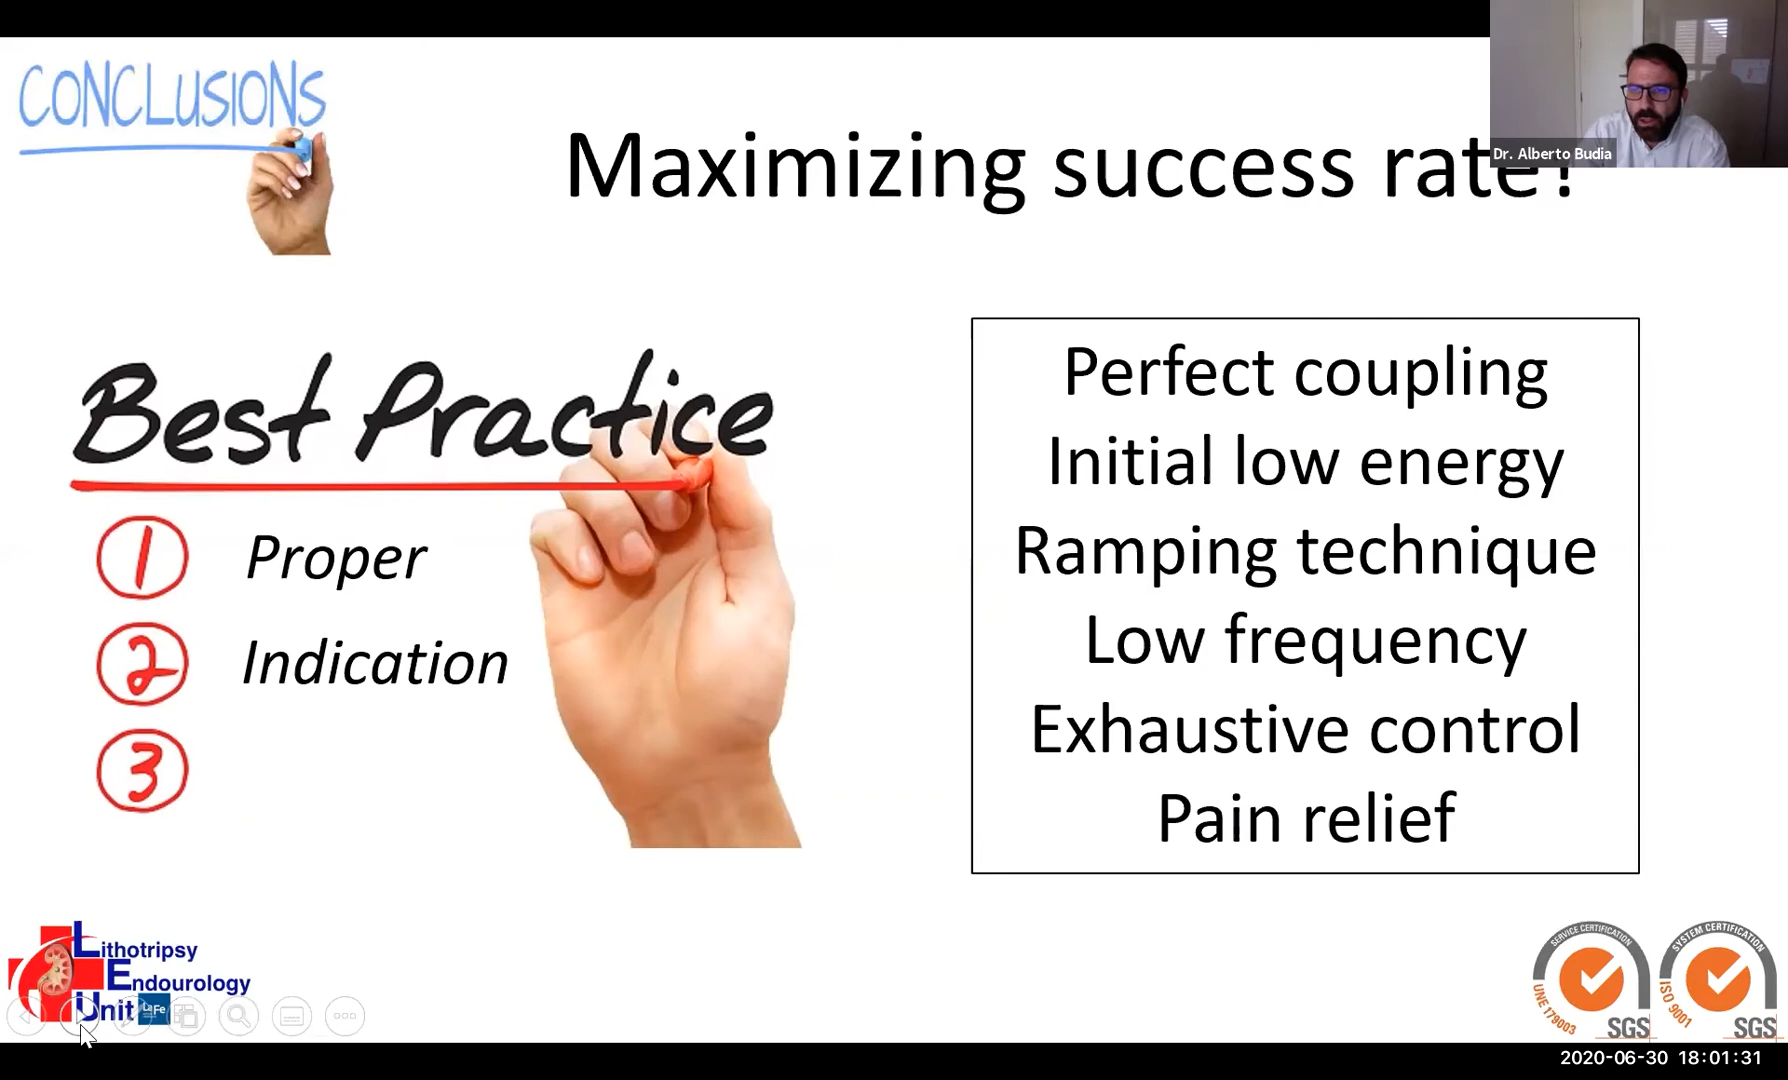 CONCLUSIONS
Maximizing success rate?
Dr. Alberto Budia
Best Practice
1 Proper
2 Indication
3
Perfect coupling
Initial low energy
Ramping technique
Low frequency
Exhaustive control
Pain relief
Lithotripsy
Endourology
Unit
LaFe
SERVICE CERTIFICATION
UNE 179003
SGS
SYSTEM CERTIFICATION
ISO 9001
SGS
2020-06-30 18:01:31